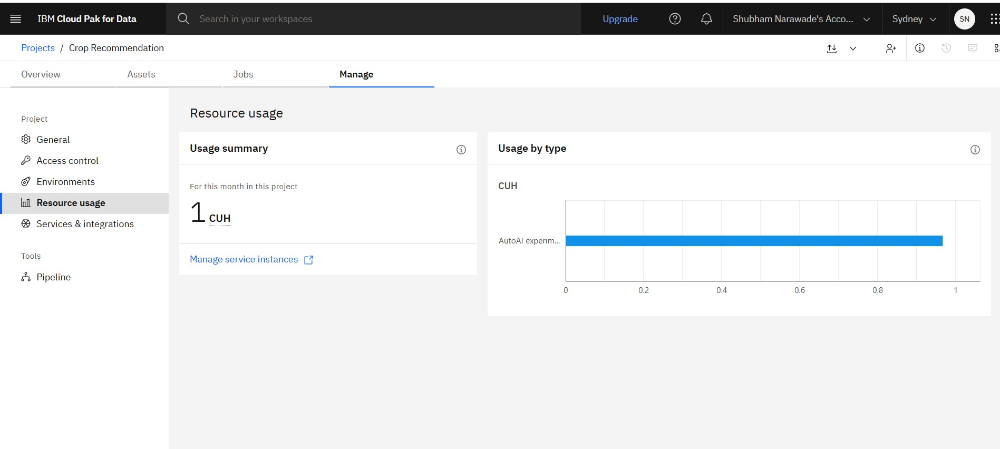 IBM Cloud Pak for Data
Search in your workspaces
Upgrade
Shubham Narawade's Acco...
Sydney
SN
Projects / Crop Recommendation
Overview
Assets
Jobs
Manage
Project
General
Access control
Environments
Resource usage
Services & integrations
Tools
Pipeline
Resource usage
Usage summary
For this month in this project
1 CUH
Manage service instances
Usage by type
CUH
AutoAI experim...
0 0.2 0.4 0.6 0.8 1